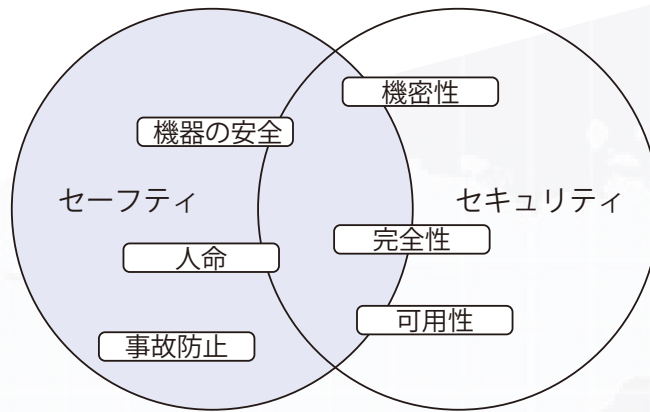 機密性
機器の安全
セーフティ
セキュリティ
完全性
人命
可用性
事故防止